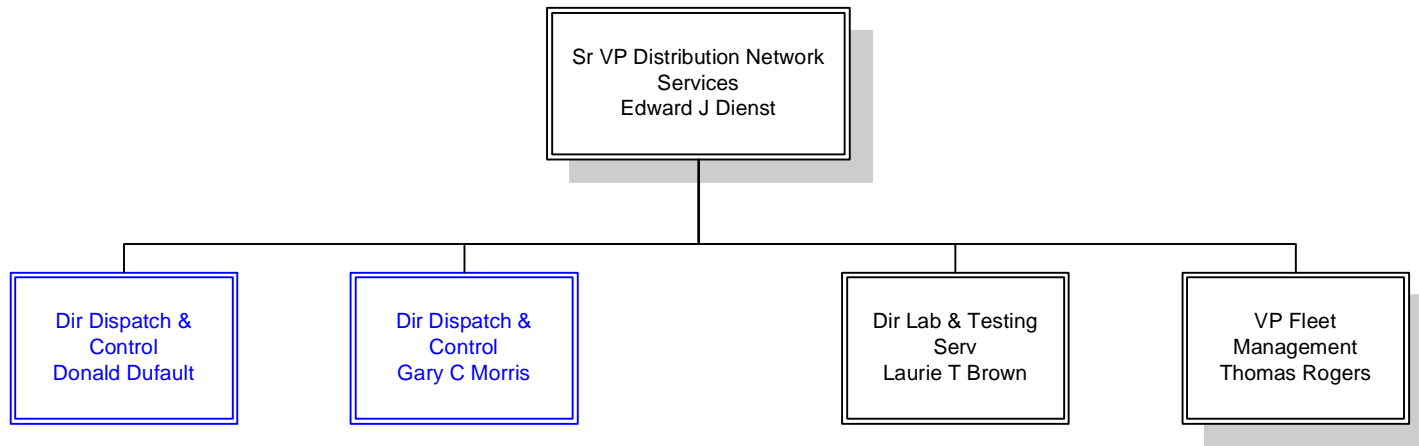 Sr VP Distribution Network
Services
Edward J Dienst
Dir Dispatch &
Control
Donald Dufault
Dir Dispatch &
Control
Gary C Morris
Dir Lab & Testing
Serv
Laurie T Brown
VP Fleet
Management
Thomas Rogers